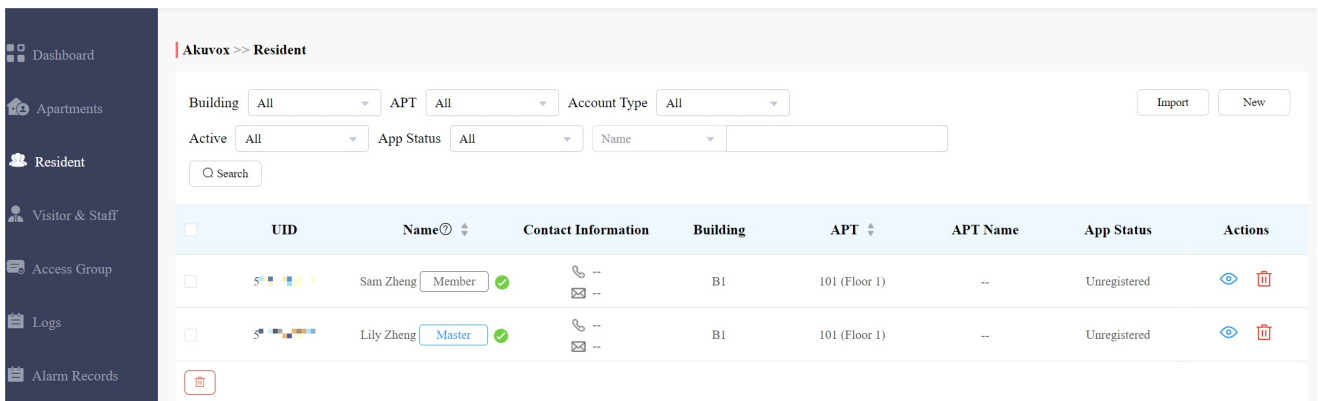 Dashboard
Apartments
Resident
Visitor & Staff
Access Group
Logs
Alarm Records
Akuvox >> Resident
Building All APT All Account Type All Import New
Active All App Status All Name
Search
UID Name Contact Information Building APT APT Name App Status Actions
Sam Zheng Member -- B1 101 (Floor 1) -- Unregistered
--
Lily Zheng Master -- B1 101 (Floor 1) -- Unregistered
--